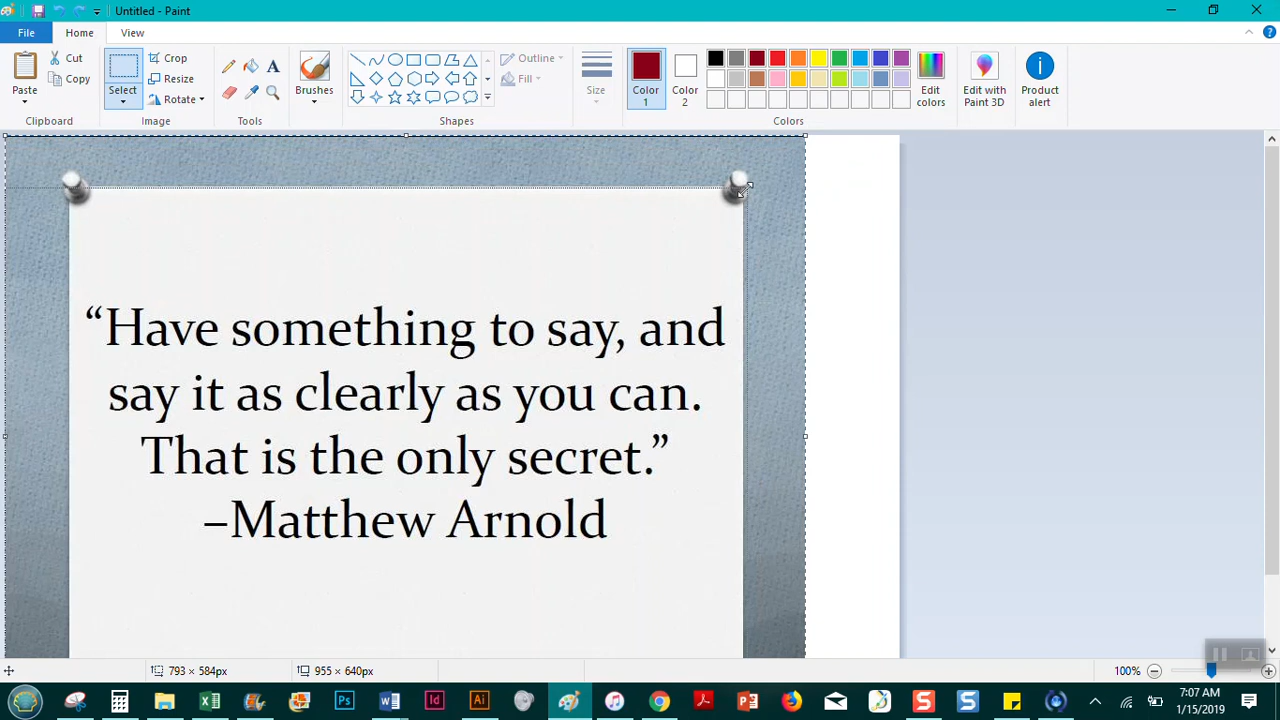 Untitled - Paint
File
Home
View
Paste
Cut
Copy
Clipboard
Select
Crop
Resize
Rotate
Image
Tools
Brushes
Outline
Fill
Shapes
Size
Color
1
Color
2
Edit
colors
Colors
Edit with
Paint 3D
Product
alert
“Have something to say, and
say it as clearly as you can.
That is the only secret.”
–Matthew Arnold
793 × 584px
955 × 640px
100%
7:07 AM
1/15/2019